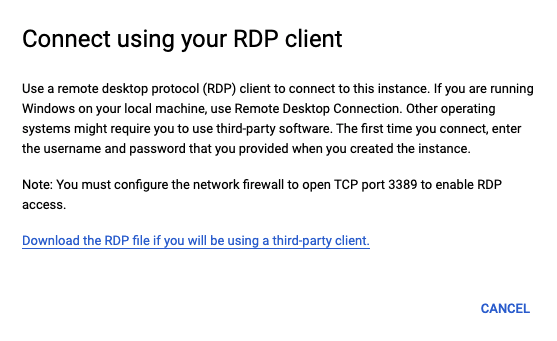 Connect using your RDP client
Use a remote desktop protocol (RDP) client to connect to this instance. If you are running
Windows on your local machine, use Remote Desktop Connection. Other operating
systems might require you to use third-party software. The first time you connect, enter
the username and password that you provided when you created the instance.
Note: You must configure the network firewall to open TCP port 3389 to enable RDP
access.
Download the RDP file if you will be using a third-party client.
CANCEL